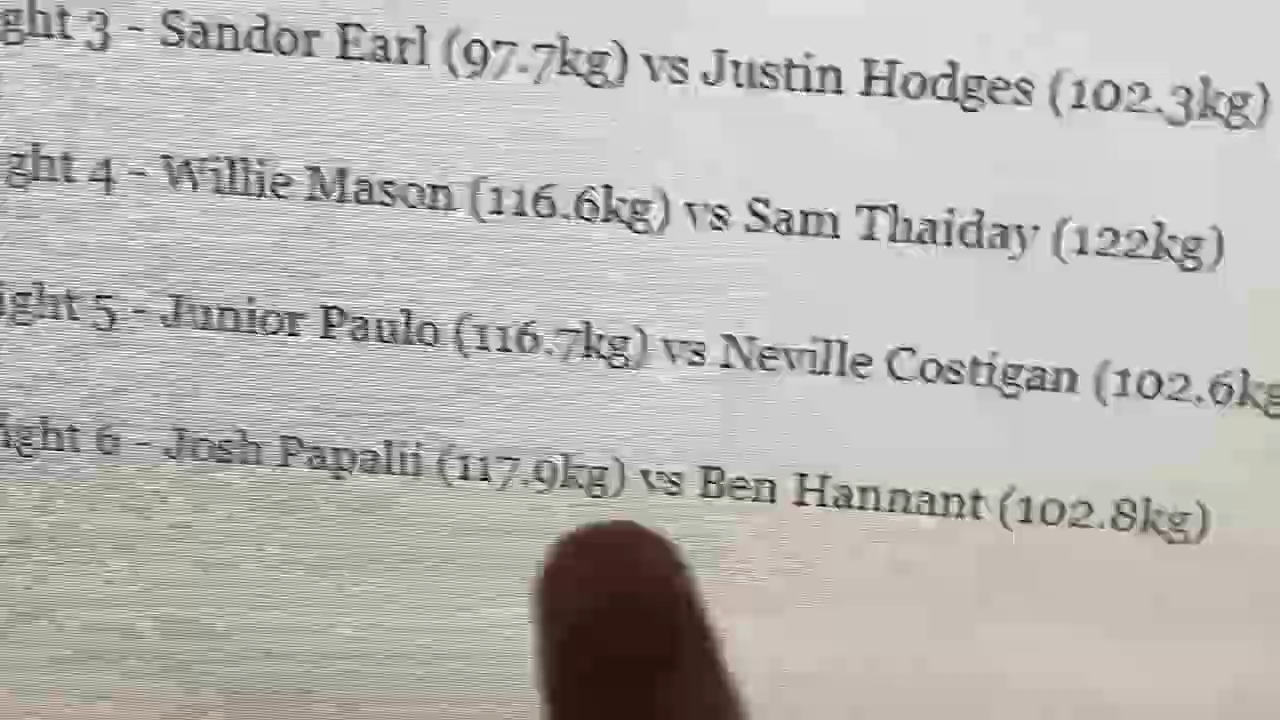 ght 3 - Sandor Earl (97.7kg) vs Justin Hodges (102.3kg)
ght 4 - Willie Mason (116.6kg) vs Sam Thaiday (122kg)
ight 5 - Junior Paulo (116.7kg) vs Neville Costigan (102.6kg
ight 6 - Josh Papalii (117.9kg) vs Ben Hannant (102.8kg)